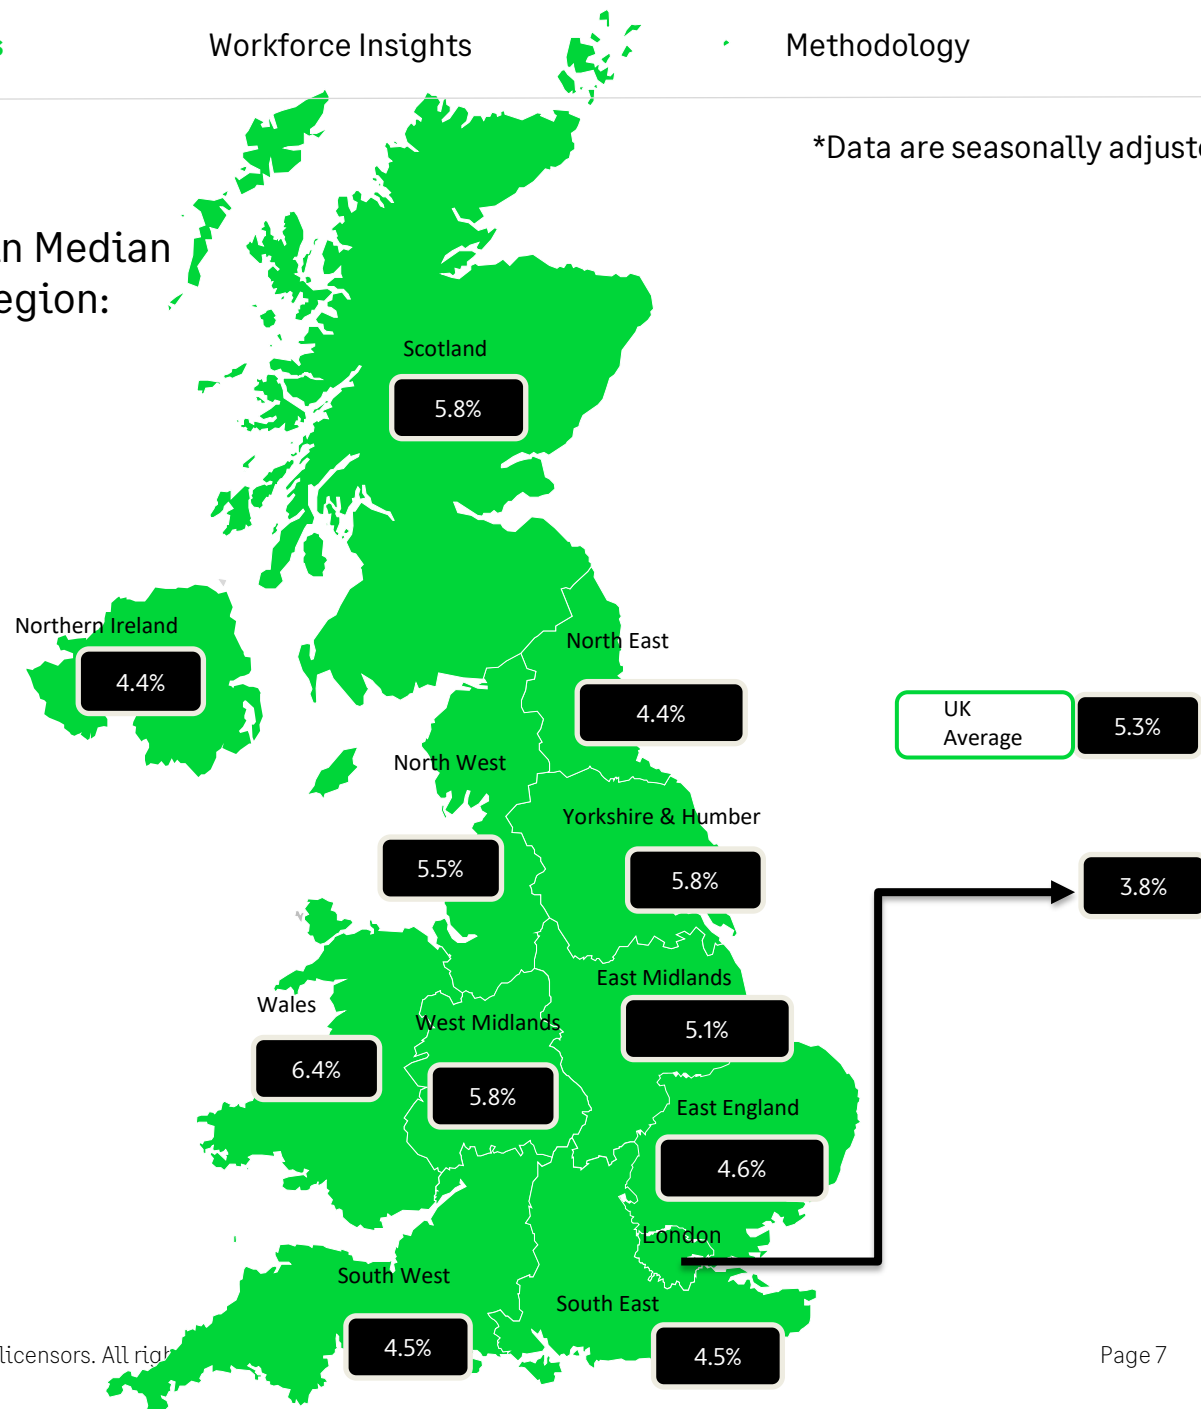 Workforce Insights
Methodology
*Data are seasonally
in Median
egion:
Scotland
5.8%
Northern Ireland
4.4%
North East
4.4%
UK
Average
5.3%
North West
5.5%
Yorkshire & Humber
5.8%
3.8%
East Midlands
5.1%
Wales
6.4%
West Midlands
5.8%
East England
4.6%
London
South West
4.5%
South East
4.5%
licensors. All
Page 7